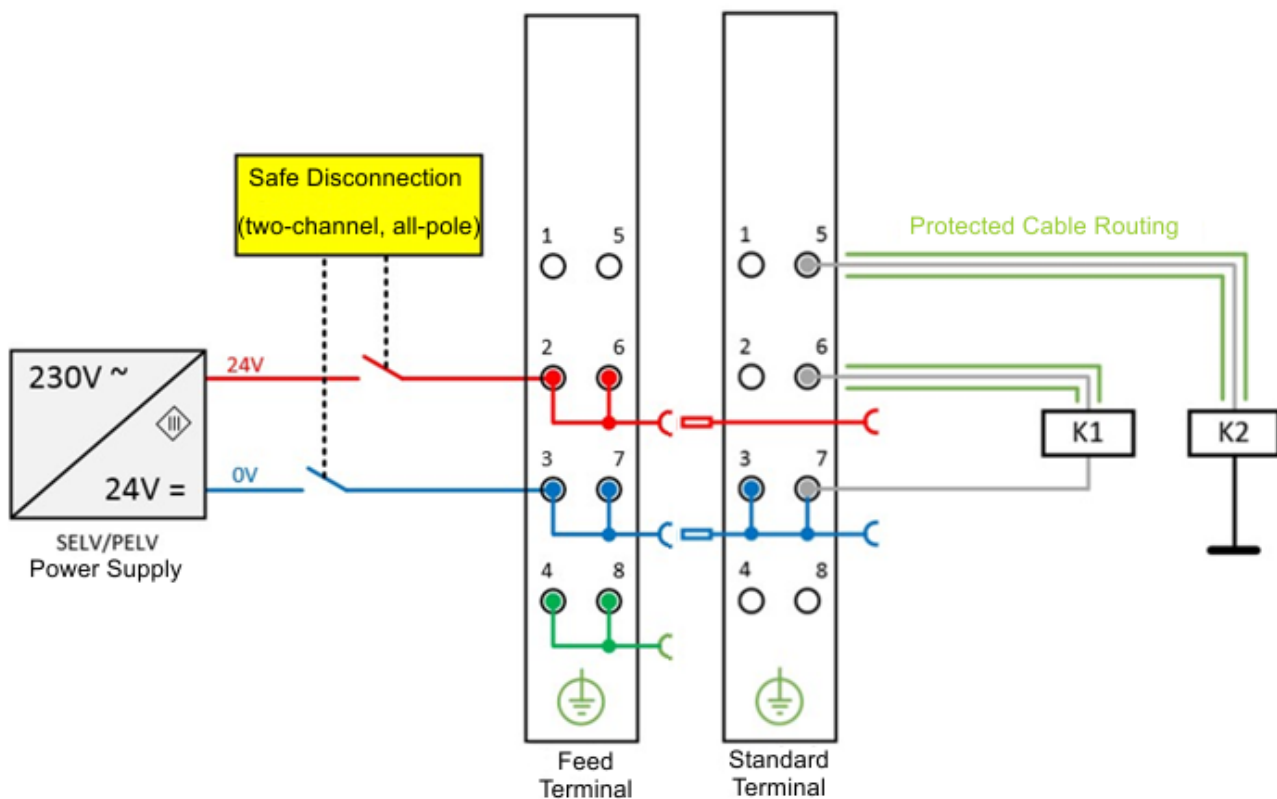 Safe Disconnection
(two-channel, all-pole)
230V ~
III
24V =
SELV/PELV
Power Supply
24V
0V
1 5
2 6
3 7
4 8
Feed
Terminal
1 5
2 6
3 7
4 8
Standard
Terminal
Protected Cable Routing
K1
K2